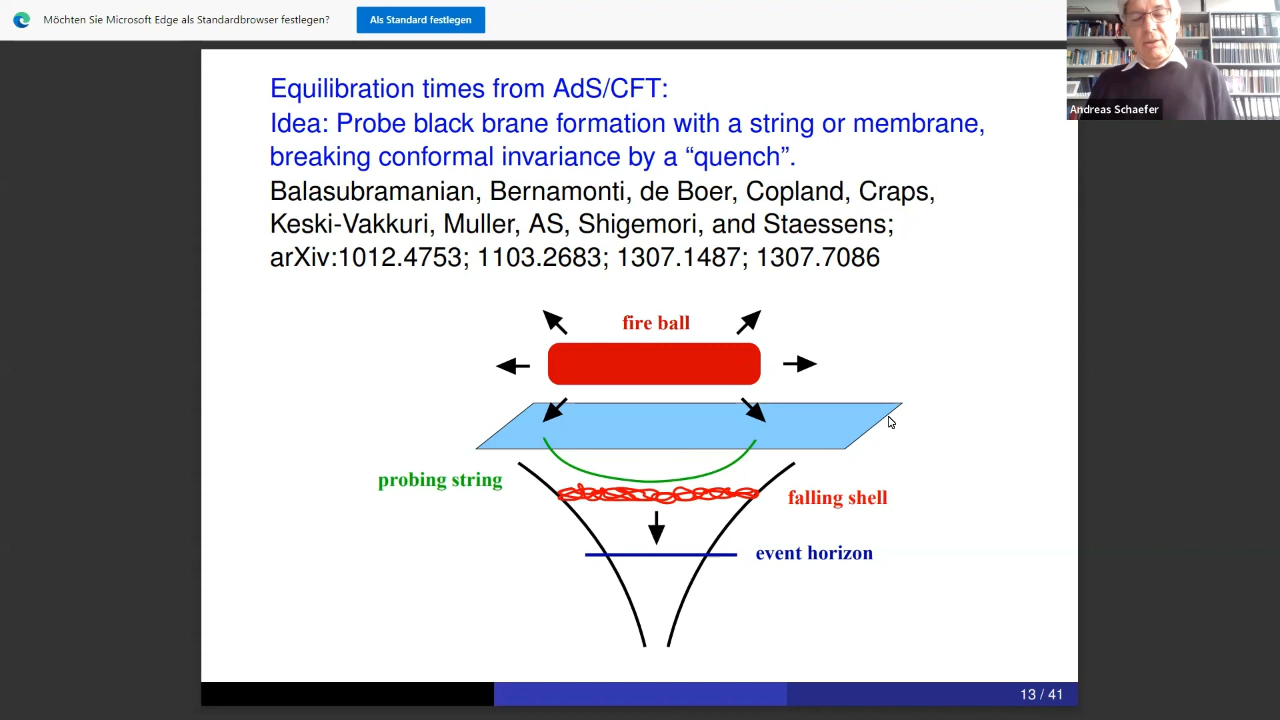 Möchten Sie Microsoft Edge als Standardbrowser festlegen?
Als Standard festlegen
Andreas Schaefer
Equilibration times from AdS/CFT:
Idea: Probe black brane formation with a string or membrane,
breaking conformal invariance by a “quench”.
Balasubramanian, Bernamonti, de Boer, Copland, Craps,
Keski-Vakkuri, Muller, AS, Shigemori, and Staessens;
arXiv:1012.4753; 1103.2683; 1307.1487; 1307.7086
fire ball
probing string
falling shell
event horizon
13 / 41